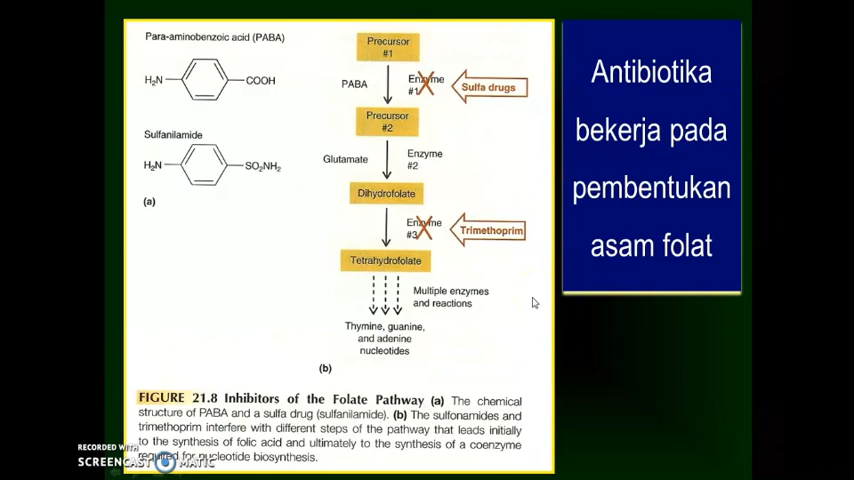 Para-aminobenzoic acid (PABA)
H₂N
COOH
Sulfanilamide
H₂N
SO₂NH₂
(a)
Precursor
#1
PABA
Enzyme
#1
Sulfa drugs
Precursor
#2
Glutamate
Enzyme
#2
Dihydrofolate
Enzyme
#3
Trimethoprim
Tetrahydrofolate
Multiple enzymes
and reactions
Thymine, guanine,
and adenine
nucleotides
(b)
FIGURE 21.8 Inhibitors of the Folate Pathway (a) The chemical
structure of PABA and a sulfa drug (sulfanilamide). (b) The sulfonamides and
trimethoprim interfere with different steps of the pathway that leads initially
to the synthesis of folic acid and ultimately to the synthesis of a coenzyme
required for nucleotide biosynthesis.
Antibiotika
bekerja pada
pembentukan
asam folat
RECORDED WITH
SCREENCAST MATIC